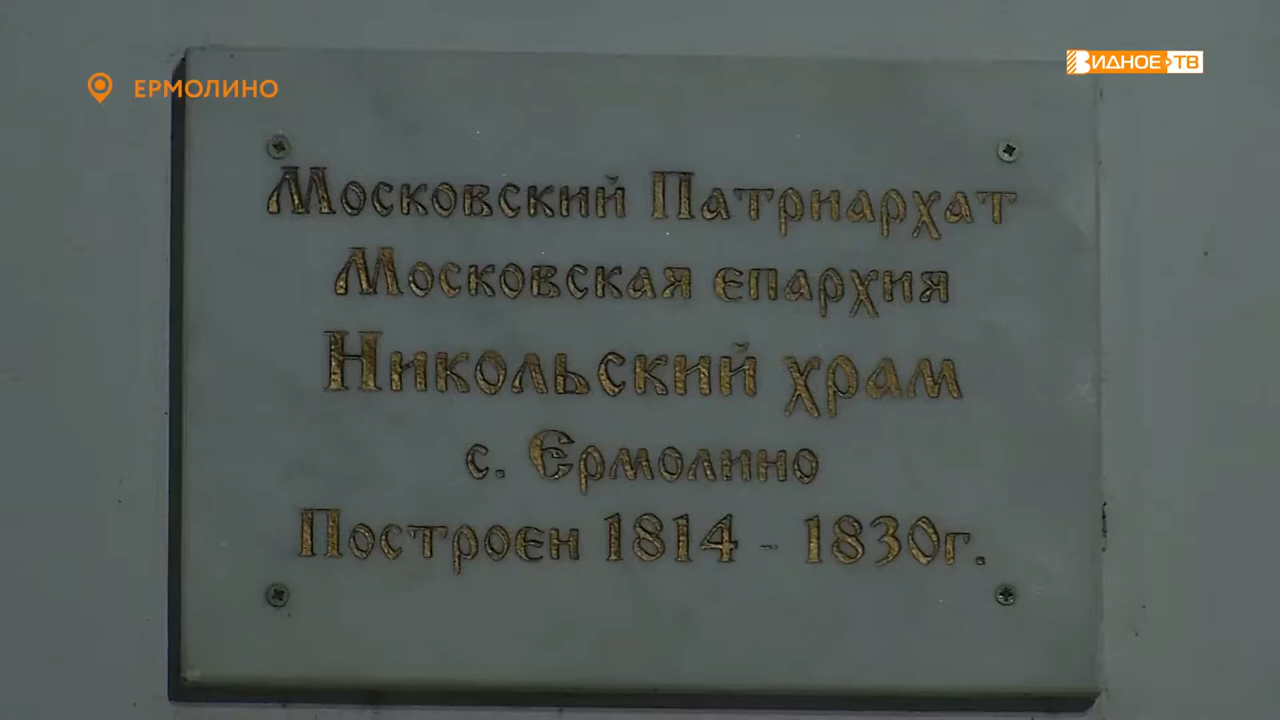 ЕРМОЛИНО
ВИДНОЕ ТВ
Московский Патриархат
Московская епархия
Никольский храм
с. Ермолино
Построен 1814 - 1830г.